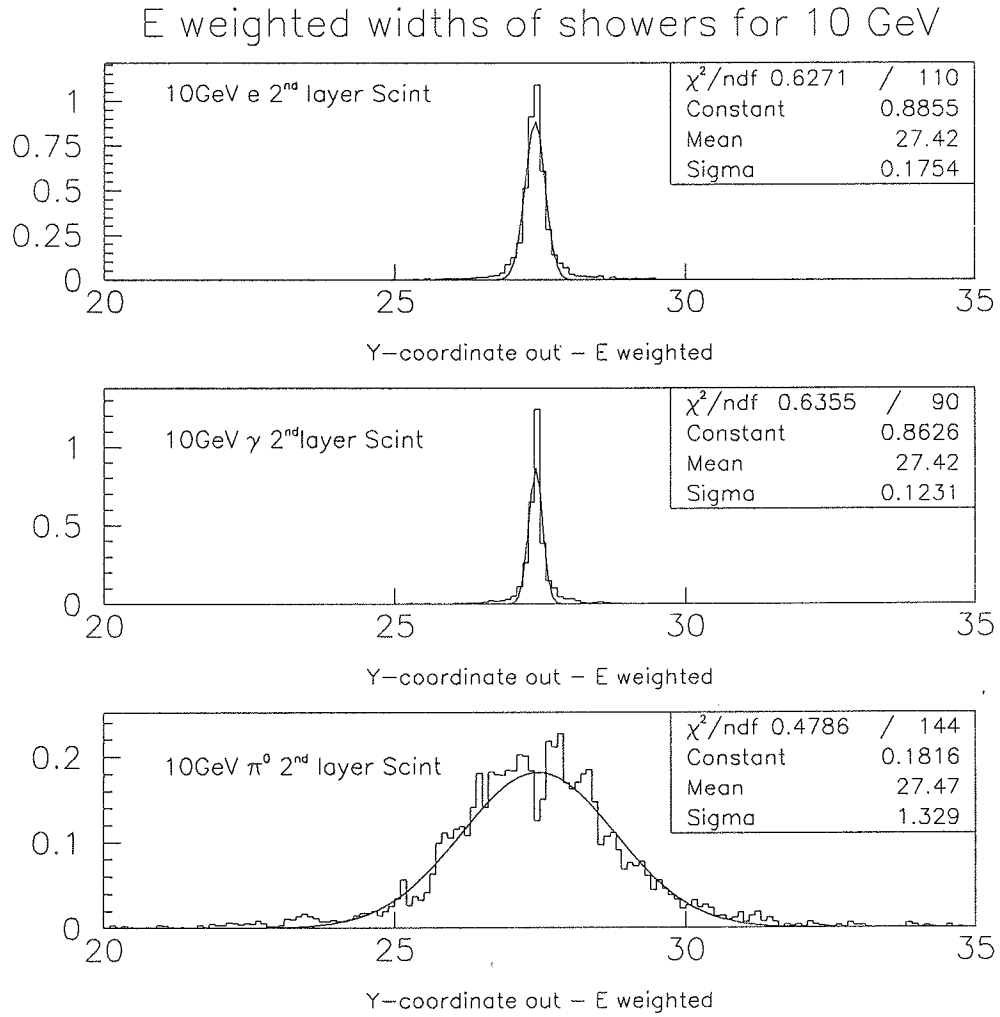 E weighted widths of showers for 10 GeV
10GeV e 2nd layer Scint
χ²/ndf 0.6271 / 110
Constant 0.8855
Mean 27.42
Sigma 0.1754
1
0.75
0.5
0.25
0
20 25 30 35
Y-coordinate out - E weighted
10GeV γ 2nd layer Scint
χ²/ndf 0.6355 / 90
Constant 0.8626
Mean 27.42
Sigma 0.1231
1
0.5
0
20 25 30 35
Y-coordinate out - E weighted
10GeV π⁰ 2nd layer Scint
χ²/ndf 0.4786 / 144
Constant 0.1816
Mean 27.47
Sigma 1.329
0.2
0.1
0
20 25 30 35
Y-coordinate out - E weighted